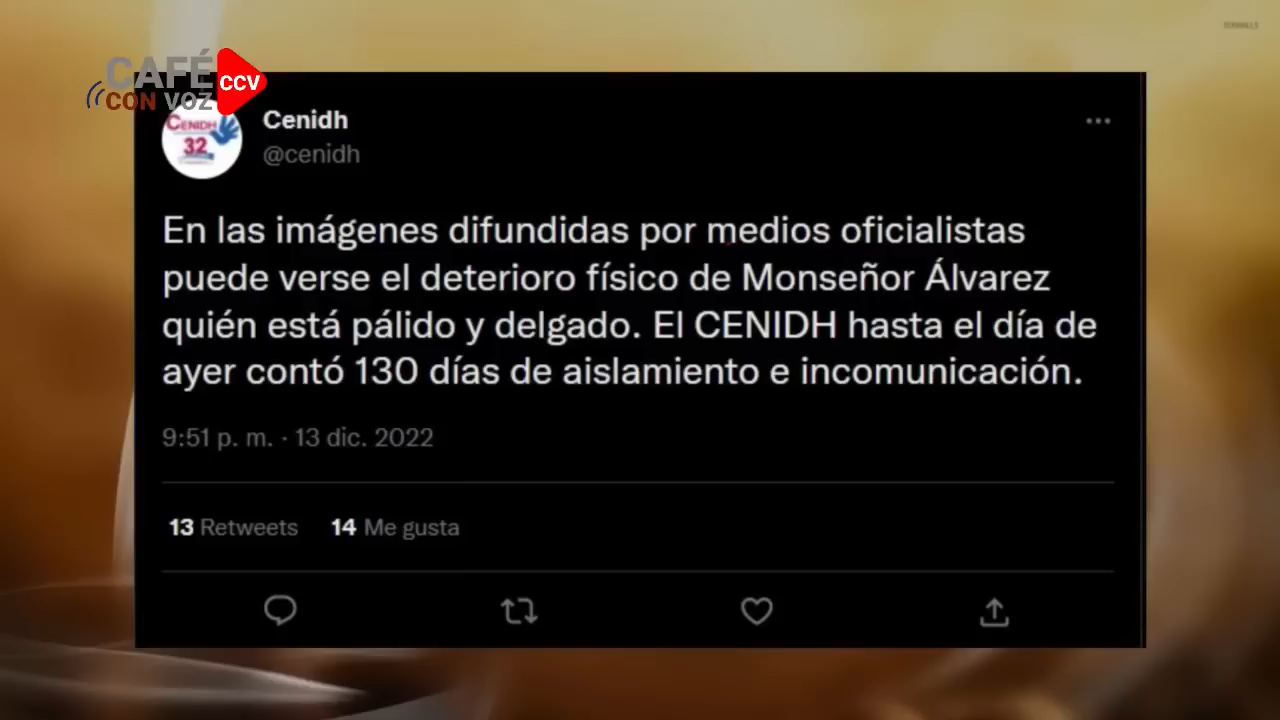 CAFÉ
CON VOZ
CCV
CENIDH
32
Cenidh
@cenidh
En las imágenes difundidas por medios oficialistas
puede verse el deterioro físico de Monseñor Álvarez
quién está pálido y delgado. El CENIDH hasta el día de
ayer contó 130 días de aislamiento e incomunicación.
9:51 p. m. · 13 dic. 2022
13 Retweets 14 Me gusta